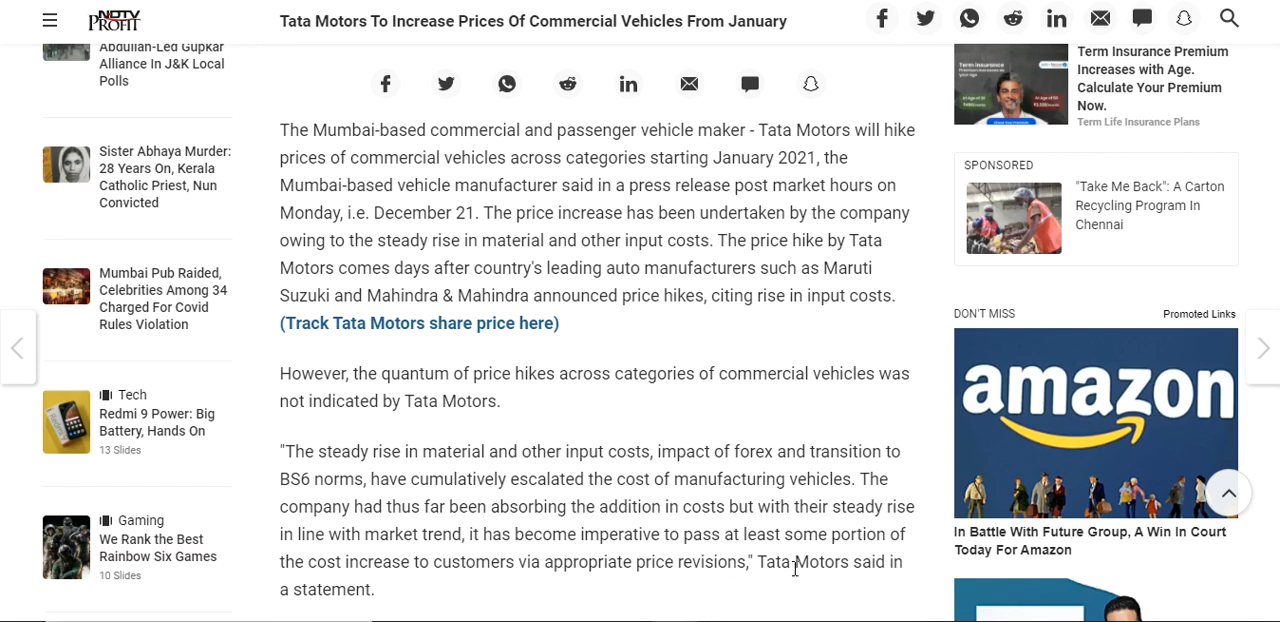 NDTV
PROFIT
Tata Motors To Increase Prices Of Commercial Vehicles From January
Abdullah-Led Gupkar
Alliance In J&K Local
Polls
Sister Abhaya Murder:
28 Years On, Kerala
Catholic Priest, Nun
Convicted
Mumbai Pub Raided,
Celebrities Among 34
Charged For Covid
Rules Violation
Tech
Redmi 9 Power: Big
Battery, Hands On
13 Slides
Gaming
We Rank the Best
Rainbow Six Games
10 Slides
The Mumbai-based commercial and passenger vehicle maker - Tata Motors will hike
prices of commercial vehicles across categories starting January 2021, the
Mumbai-based vehicle manufacturer said in a press release post market hours on
Monday, i.e. December 21. The price increase has been undertaken by the company
owing to the steady rise in material and other input costs. The price hike by Tata
Motors comes days after country's leading auto manufacturers such as Maruti
Suzuki and Mahindra & Mahindra announced price hikes, citing rise in input costs.
(Track Tata Motors share price here)
However, the quantum of price hikes across categories of commercial vehicles was
not indicated by Tata Motors.
"The steady rise in material and other input costs, impact of forex and transition to
BS6 norms, have cumulatively escalated the cost of manufacturing vehicles. The
company had thus far been absorbing the addition in costs but with their steady rise
in line with market trend, it has become imperative to pass at least some portion of
the cost increase to customers via appropriate price revisions," Tata Motors said in
a statement.
Term Insurance Premium
Increases with Age.
Calculate Your Premium
Now.
Term Life Insurance Plans
SPONSORED
"Take Me Back": A Carton
Recycling Program In
Chennai
DON'T MISS
Promoted Links
amazon
In Battle With Future Group, A Win In Court
Today For Amazon